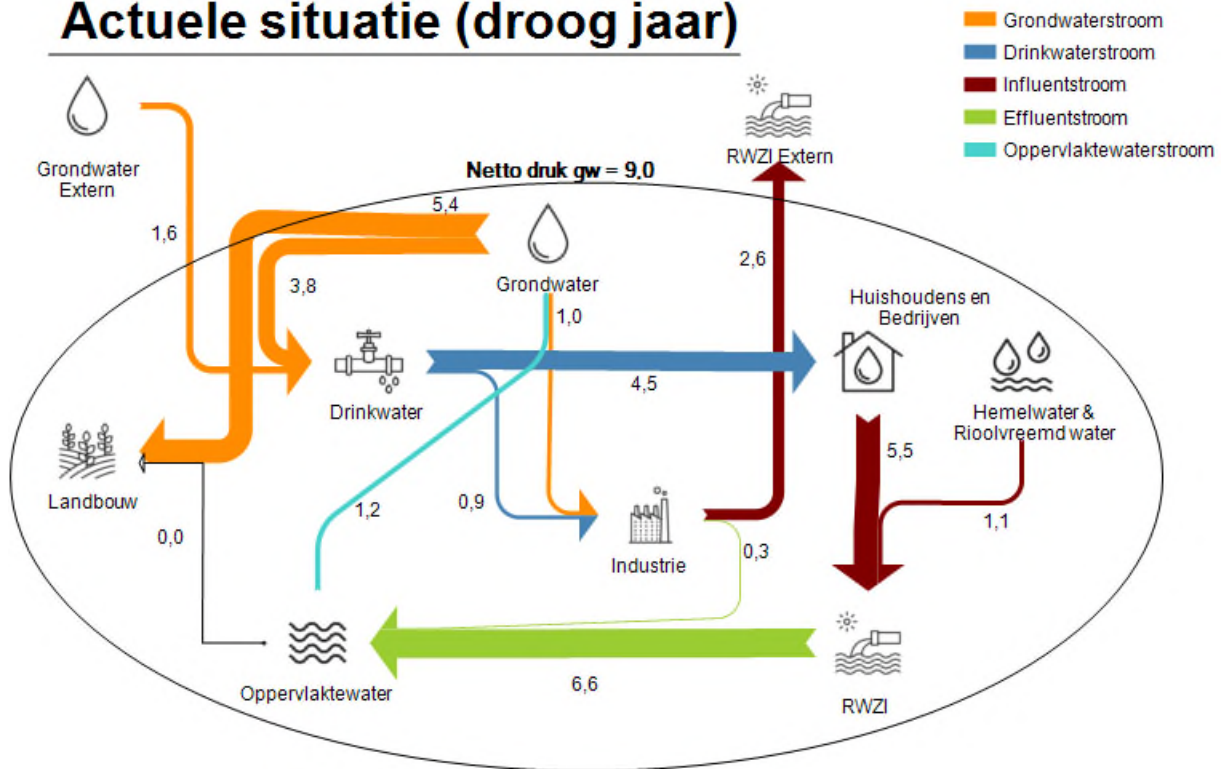 Actuele situatie (droog jaar)
Grondwaterstroom
Drinkwaterstroom
Influentstroom
Effluentstroom
Oppervlaktewaterstroom
Grondwater
Extern
RWZI Extern
Netto druk gw = 9,0
5,4
1,6
2,6
3,8
Grondwater
1,0
Huishoudens en
Bedrijven
4,5
Drinkwater
Hemelwater &
Rioolvreemd water
5,5
Landbouw
0,9
1,2
1,1
0,0
0,3
Industrie
6,6
Oppervlaktewater
RWZI